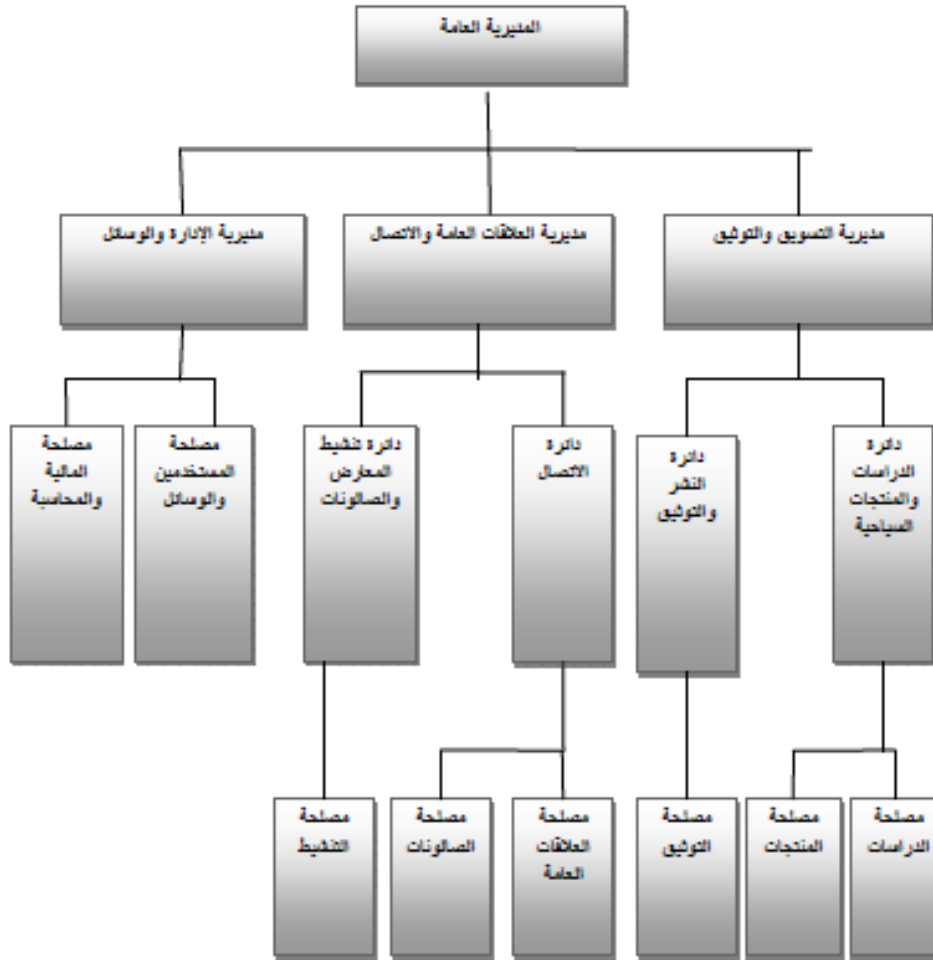 المديرية العامة
مديرية التسويق والتوثيق
مديرية العلاقات العامة والاتصال
مديرية الإدارة والوسائل
دائرة
الدراسات
والمنتجات
السياحية
دائرة
النشر
والتوثيق
دائرة
الاتصال
دائرة تنشيط
المعارض
والصالونات
مصلحة
المستخدمين
والوسائل
مصلحة
المالية
والمحاسبة
مصلحة
الدراسات
مصلحة
المنتجات
مصلحة
التوثيق
مصلحة
العلاقات
العامة
مصلحة
الصالونات
مصلحة
التنشيط